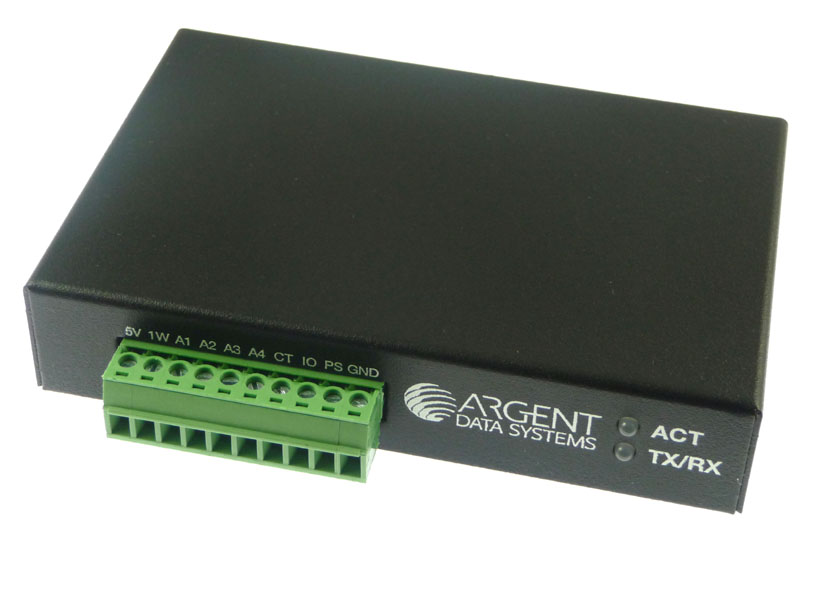 5V 1W A1 A2 A3 A4 CT IO PS GND
ARGENT
DATA SYSTEMS
ACT
TX/RX